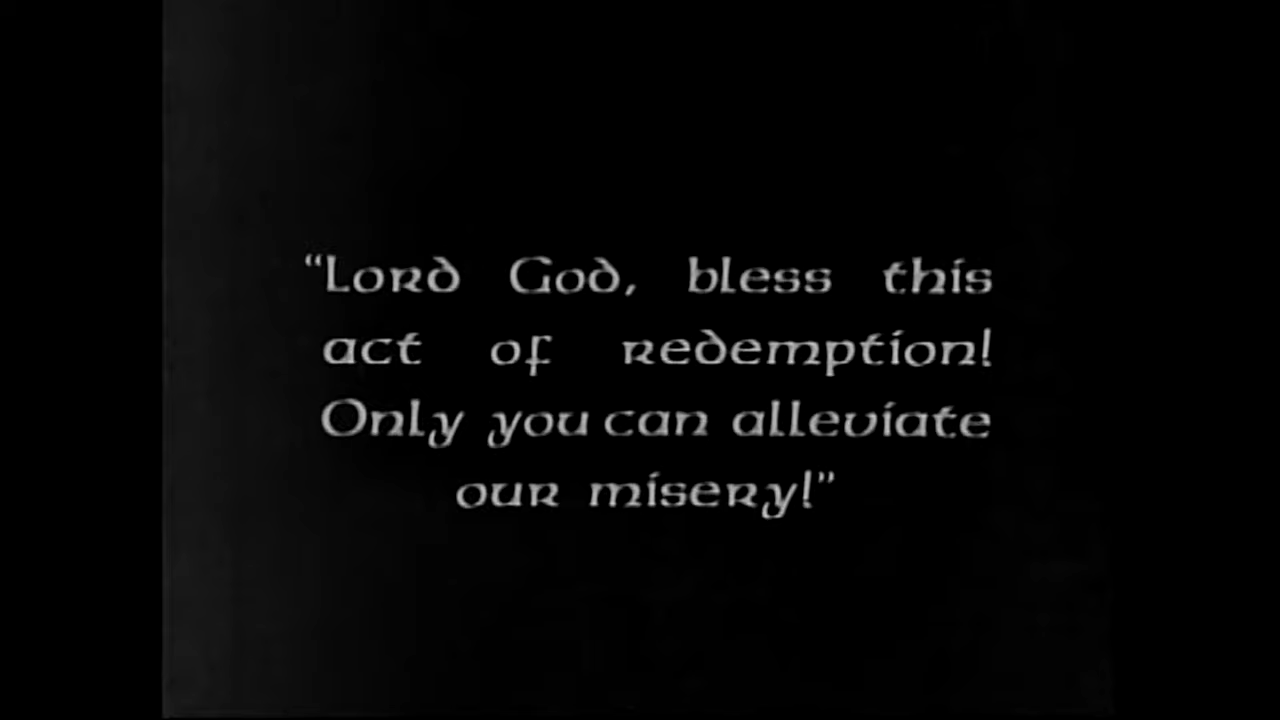 “Lord God, bless this
act of redemption!
Only you can alleviate
our misery!”